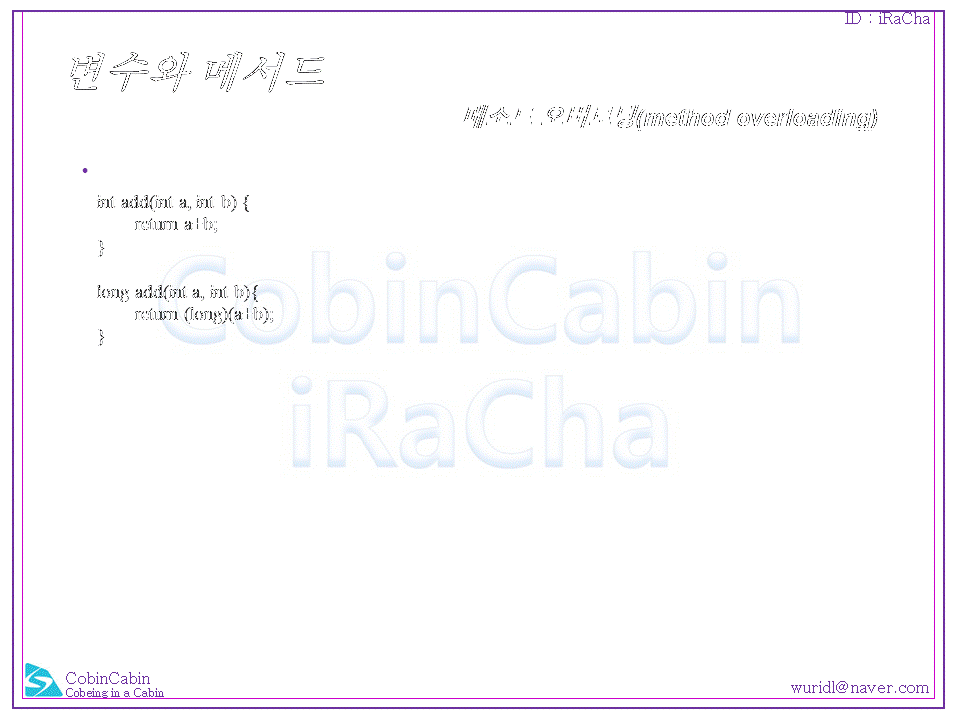 ID : iRaCha
변수와 메서드
메소드 오버로딩(method overloading)
•
int add(int a, int b) {
return a+b;
}
long add(int a, int b){
return (long)(a+b);
}
CobinCabin
iRaCha
CobinCabin
Cobeing in a Cabin
wuridl@naver.com